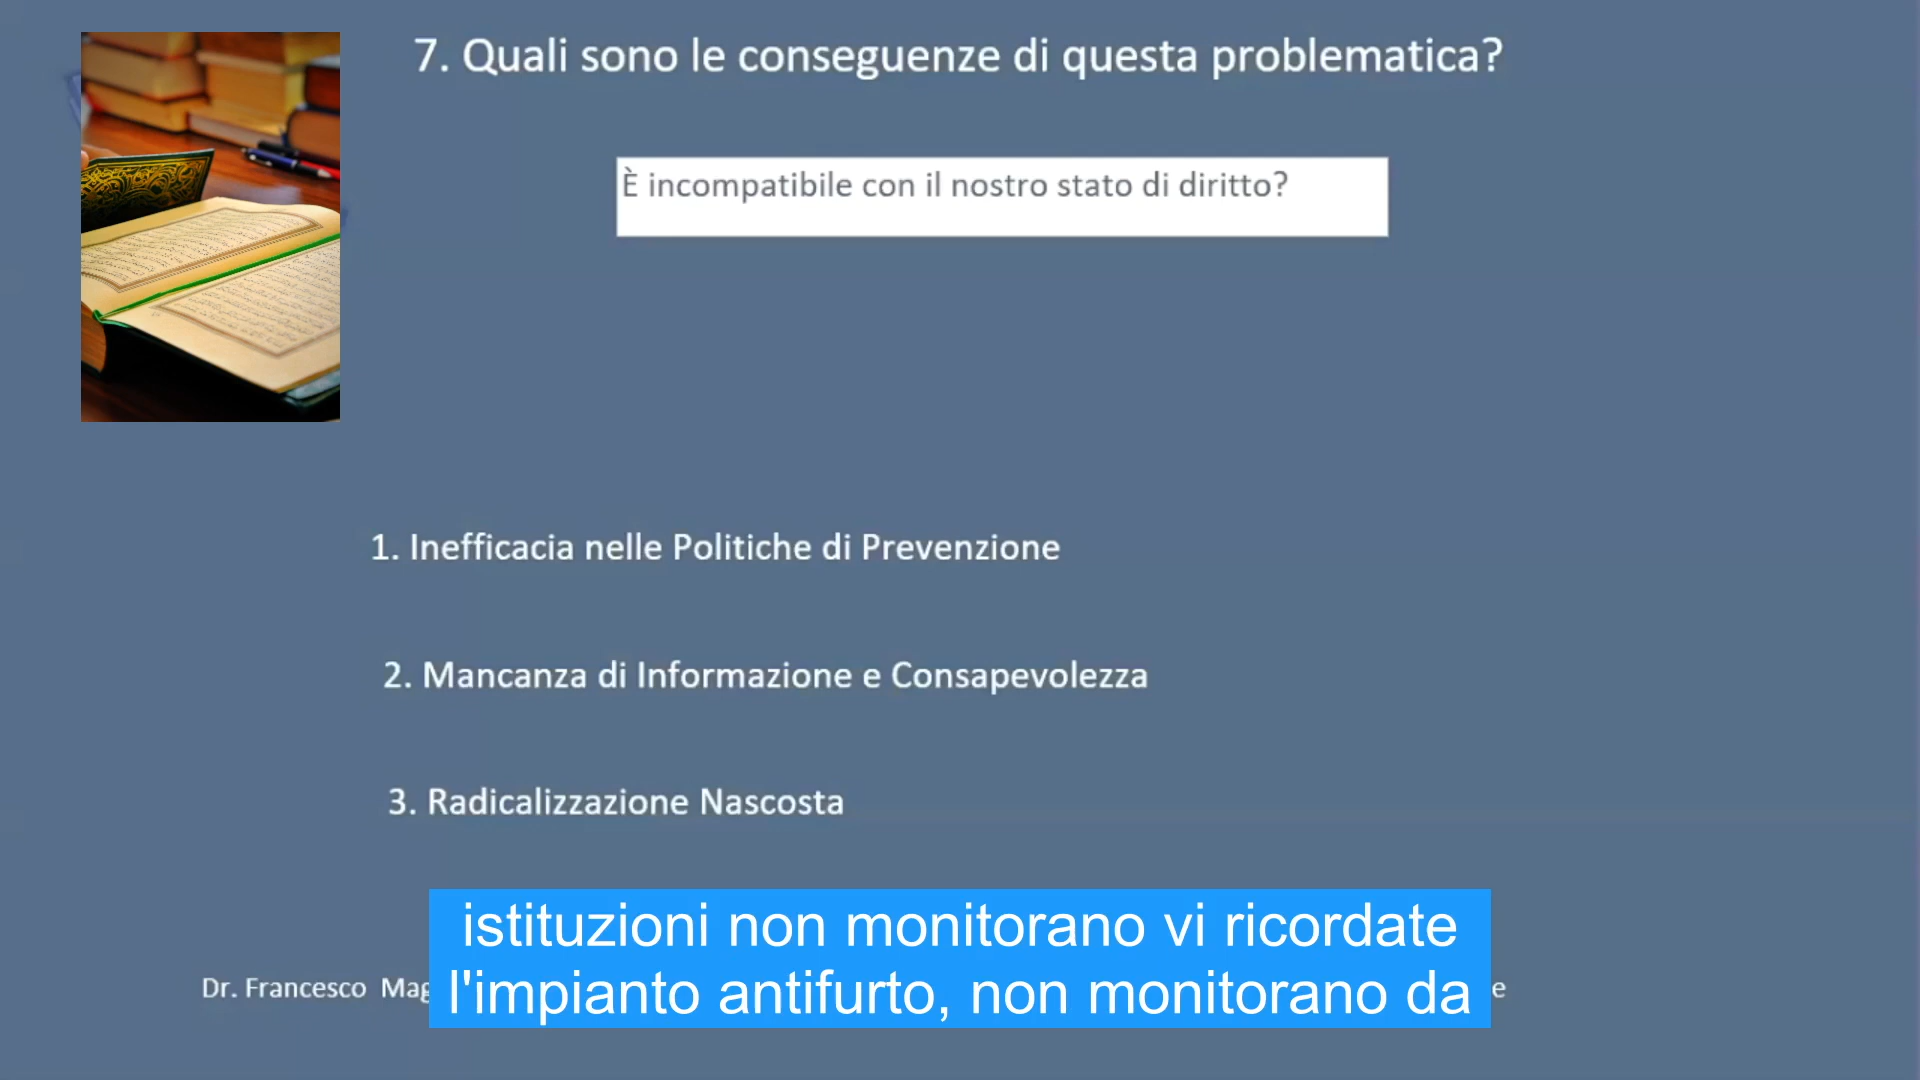 7. Quali sono le conseguenze di questa problematica?
È incompatibile con il nostro stato di diritto?
1. Inefficacia nelle Politiche di Prevenzione
2. Mancanza di Informazione e Consapevolezza
3. Radicalizzazione Nascosta
istituzioni non monitorano vi ricordate
l'impianto antifurto, non monitorano da
Dr. Francesco